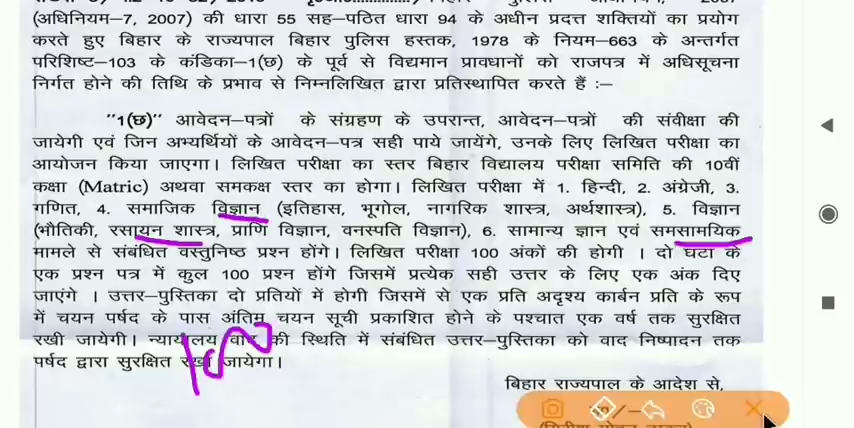 (अधिनियम–7, 2007) की धारा 55 सह–पठित धारा 94 के अधीन प्रदत्त शक्तियों का प्रयोग
करते हुए बिहार के राज्यपाल बिहार पुलिस हस्तक, 1978 के नियम–663 के अन्तर्गत
परिशिष्ट–103 के कंडिका–1(छ) के पूर्व से विद्यमान प्रावधानों को राजपत्र में अधिसूचना
निर्गत होने की तिथि के प्रभाव से निम्नलिखित द्वारा प्रतिस्थापित करते हैं :–
"1(छ)" आवेदन–पत्रों के संग्रहण के उपरान्त, आवेदन–पत्रों की संवीक्षा की
जायेगी एवं जिन अभ्यर्थियों के आवेदन–पत्र सही पाये जायेंगे, उनके लिए लिखित परीक्षा का
आयोजन किया जाएगा। लिखित परीक्षा का स्तर बिहार विद्यालय परीक्षा समिति की 10वीं
कक्षा (Matric) अथवा समकक्ष स्तर का होगा। लिखित परीक्षा में 1. हिन्दी, 2. अंग्रेजी, 3.
गणित, 4. समाजिक विज्ञान (इतिहास, भूगोल, नागरिक शास्त्र, अर्थशास्त्र), 5. विज्ञान
(भौतिकी, रसायन शास्त्र, प्राणि विज्ञान, वनस्पति विज्ञान), 6. सामान्य ज्ञान एवं समसामयिक
मामले से संबंधित वस्तुनिष्ठ प्रश्न होंगे। लिखित परीक्षा 100 अंकों की होगी । दो घंटा के
एक प्रश्न पत्र में कुल 100 प्रश्न होंगे जिसमें प्रत्येक सही उत्तर के लिए एक अंक दिए
जाएंगे । उत्तर–पुस्तिका दो प्रतियों में होगी जिसमें से एक प्रति अदृश्य कार्बन प्रति के रूप
में चयन पर्षद के पास अंतिम चयन सूची प्रकाशित होने के पश्चात एक वर्ष तक सुरक्षित
रखी जायेगी। न्यायालय वाद की स्थिति में संबंधित उत्तर–पुस्तिका को वाद निष्पादन तक
पर्षद द्वारा सुरक्षित रखा जायेगा।
100
बिहार राज्यपाल के आदेश से,